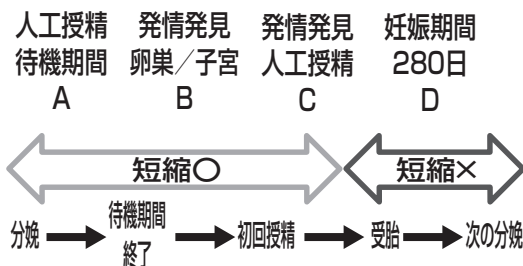 人工授精 発情発見 発情発見 妊娠期間
待機期間 卵巣／子宮 人工授精 280日
A B C D
短縮〇 短縮×
分娩 待機期間終了 初回授精 受胎 次の分娩